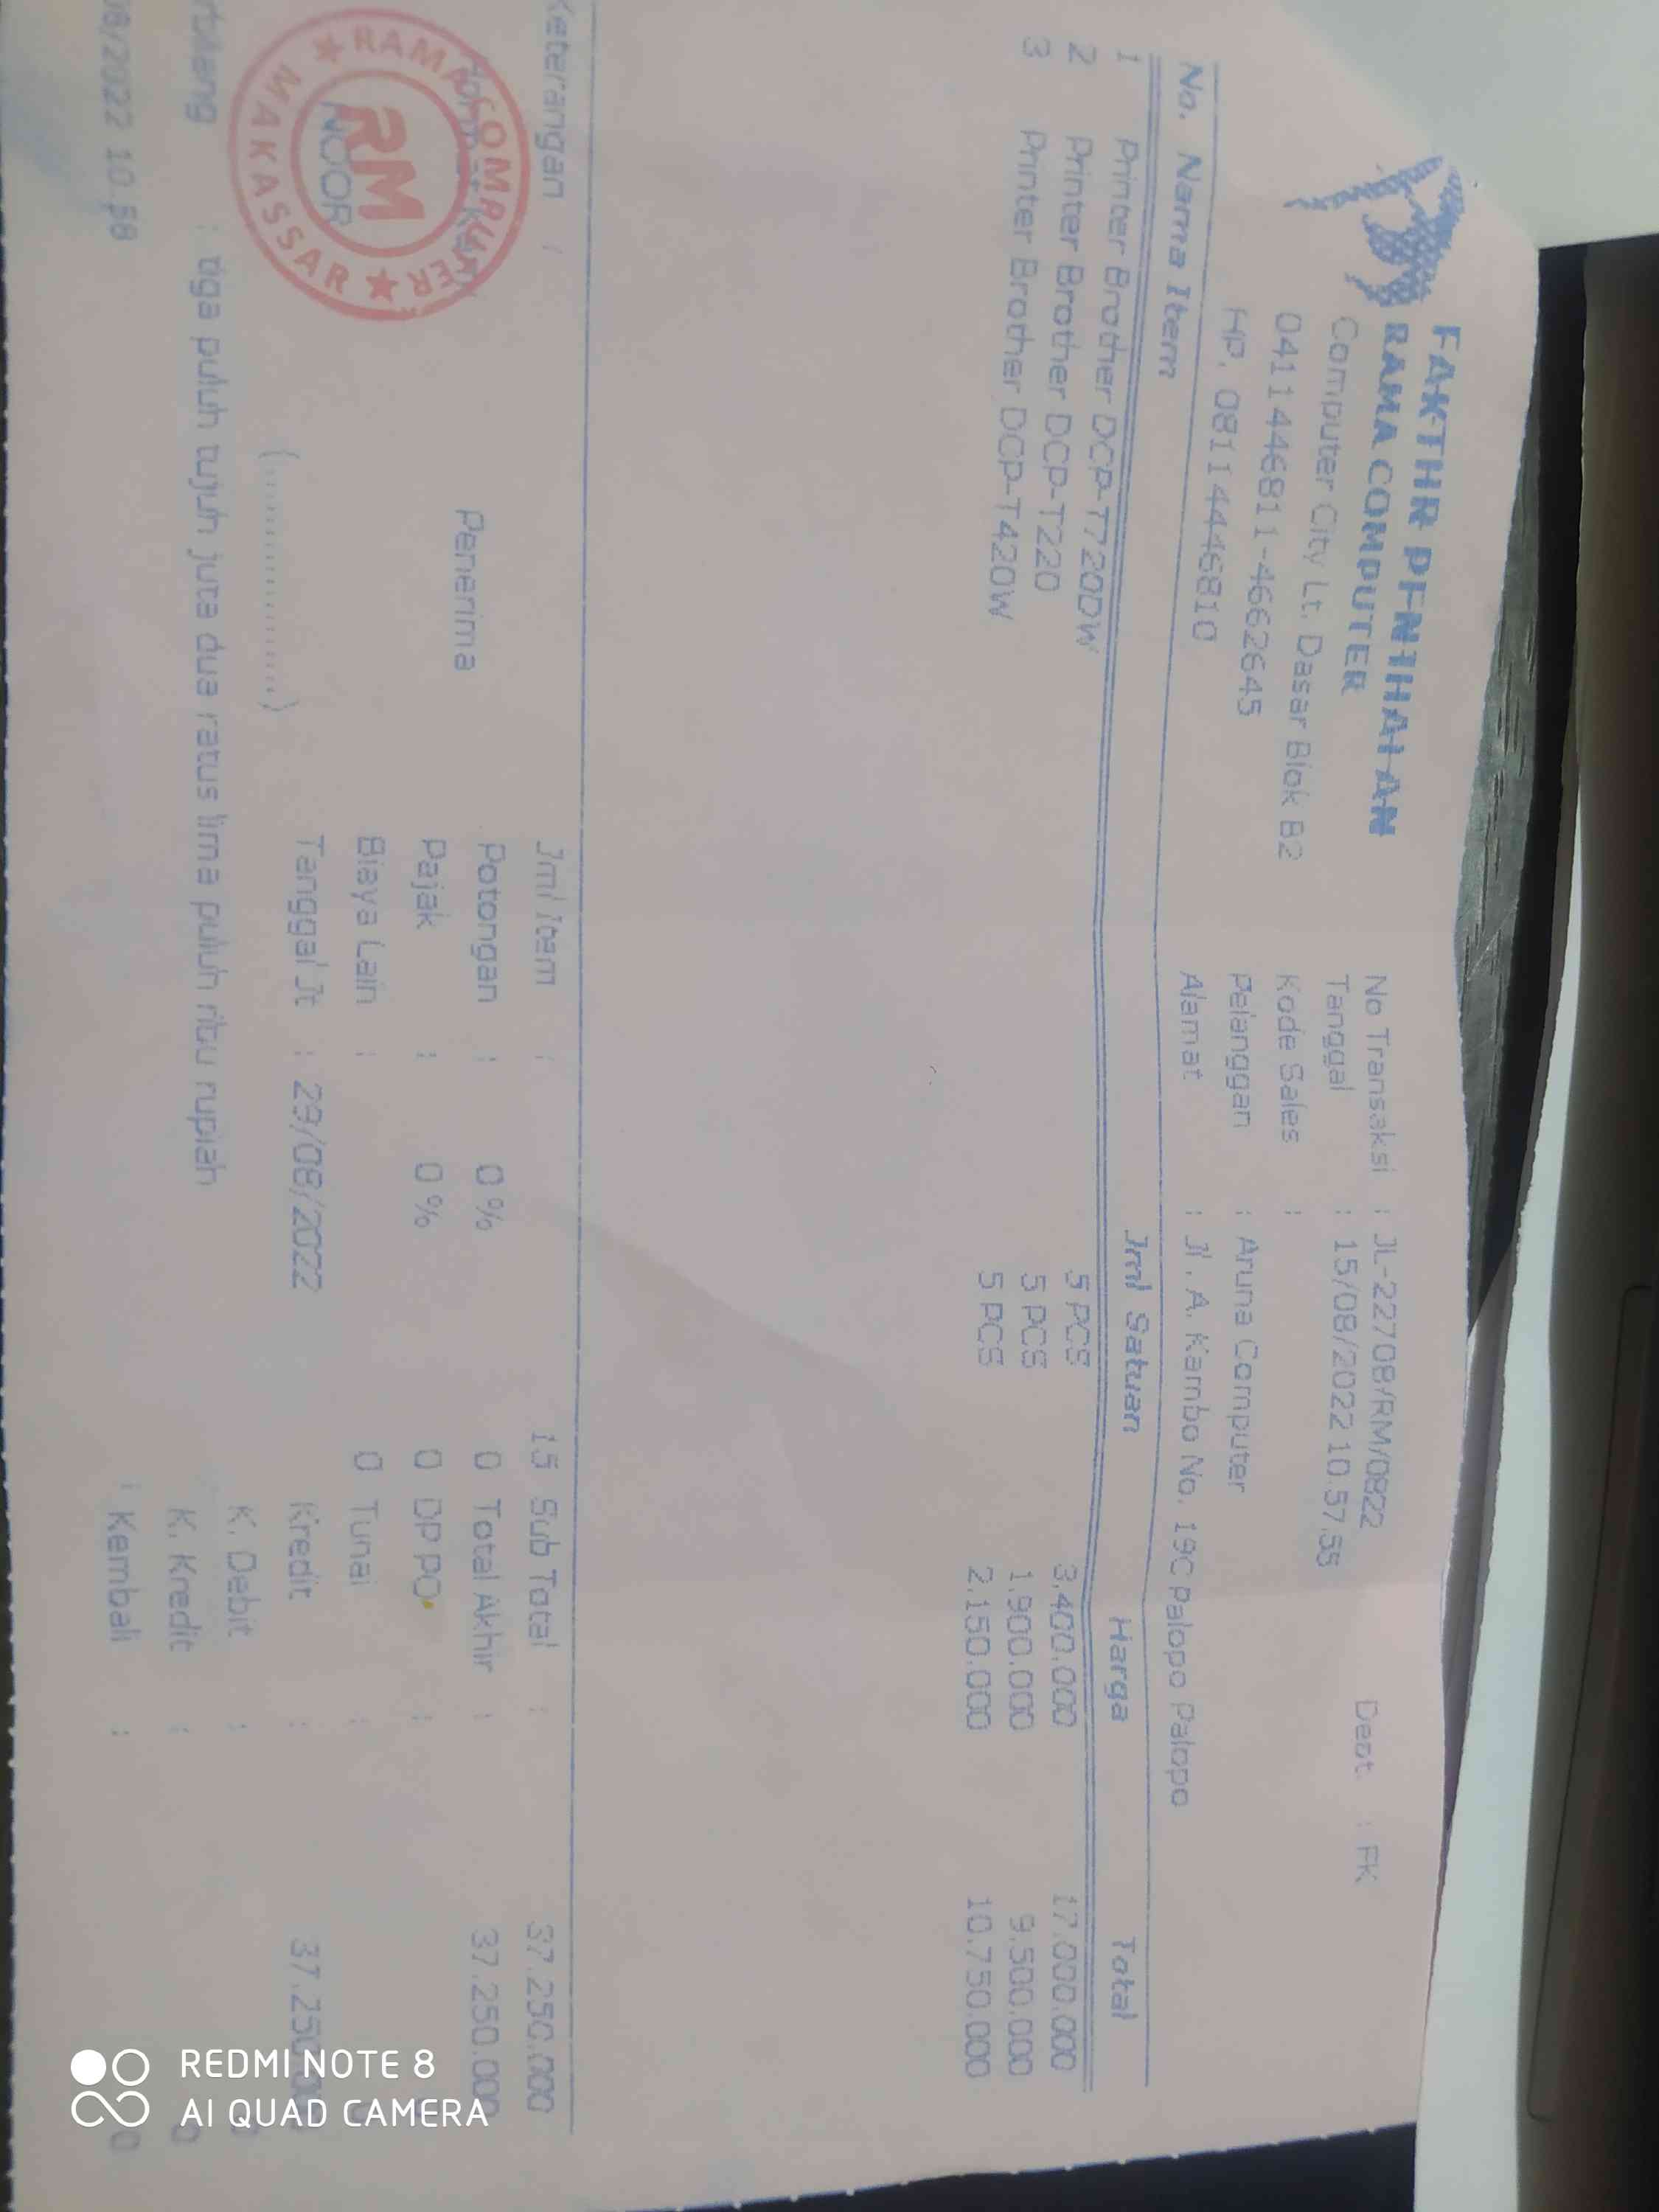 RAMA COMPUTER
Computer City Lt. Dasar Blok B2
0411446811-4662645
HP. 08114446810
No Transaksi : JL-22708/RM/0822
Tanggal : 15/08/2022 10.57.55
Kode Sales :
Pelanggan : Aruna Computer
Alamat : Jl. A. Kambo No. 19C Palopo Palopo
Dept. : FK
No. Nama Item Jml Satuan Harga Total
1 Printer Brother DCP-T720DW 5 PCS 3.400.000 17.000.000
2 Printer Brother DCP-T220 5 PCS 1.900.000 9.500.000
3 Printer Brother DCP-T420W 5 PCS 2.150.000 10.750.000
Keterangan : Jml Item : 15 Sub Total : 37.250.000
Penerima Potongan : 0 % 0 Total Akhir : 37.250.000
Pajak : 0 % 0 DP PO :
NOOR Biaya Lain : 0 Tunai :
(..............) Tanggal Jt : 29/08/2022 Kredit :
K. Debit :
: tiga puluh tujuh juta dua ratus lima puluh ribu rupiah K. Kredit : 0
08/2022 Kembali : 0
RAMA COMPUTER
RM
MAKASSAR
REDMI NOTE 8
AI QUAD CAMERA